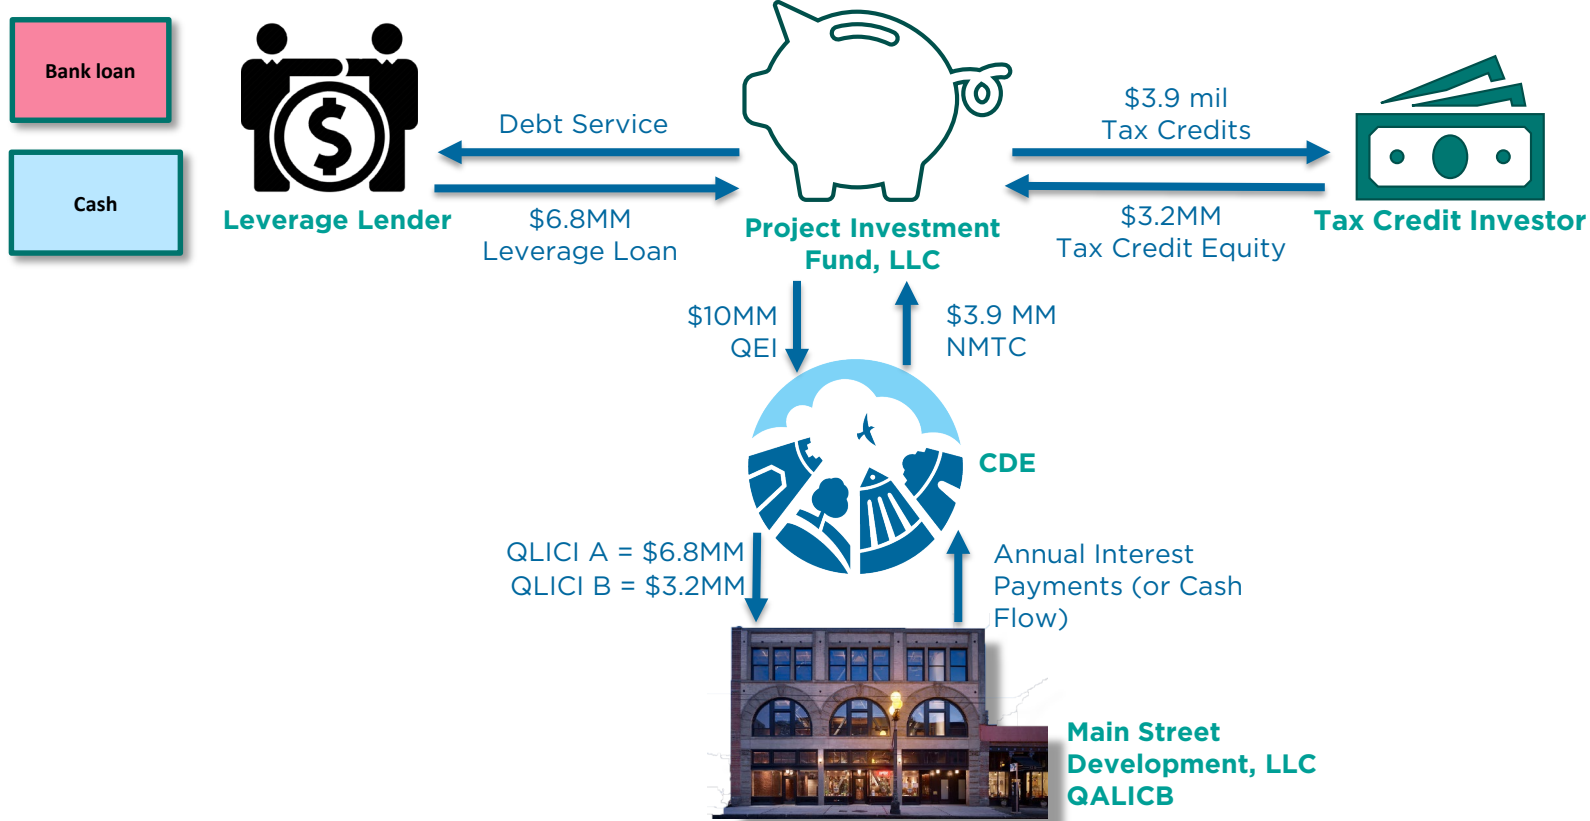 Bank loan
Cash
$
Leverage Lender
Debt Service
$6.8MM
Leverage Loan
Project Investment
Fund, LLC
$3.9 mil
Tax Credits
$3.2MM
Tax Credit Equity
Tax Credit Investor
$10MM
QEI
$3.9 MM
NMTC
CDE
QLICI A = $6.8MM
QLICI B = $3.2MM
Annual Interest
Payments (or Cash
Flow)
Main Street
Development, LLC
QALICB